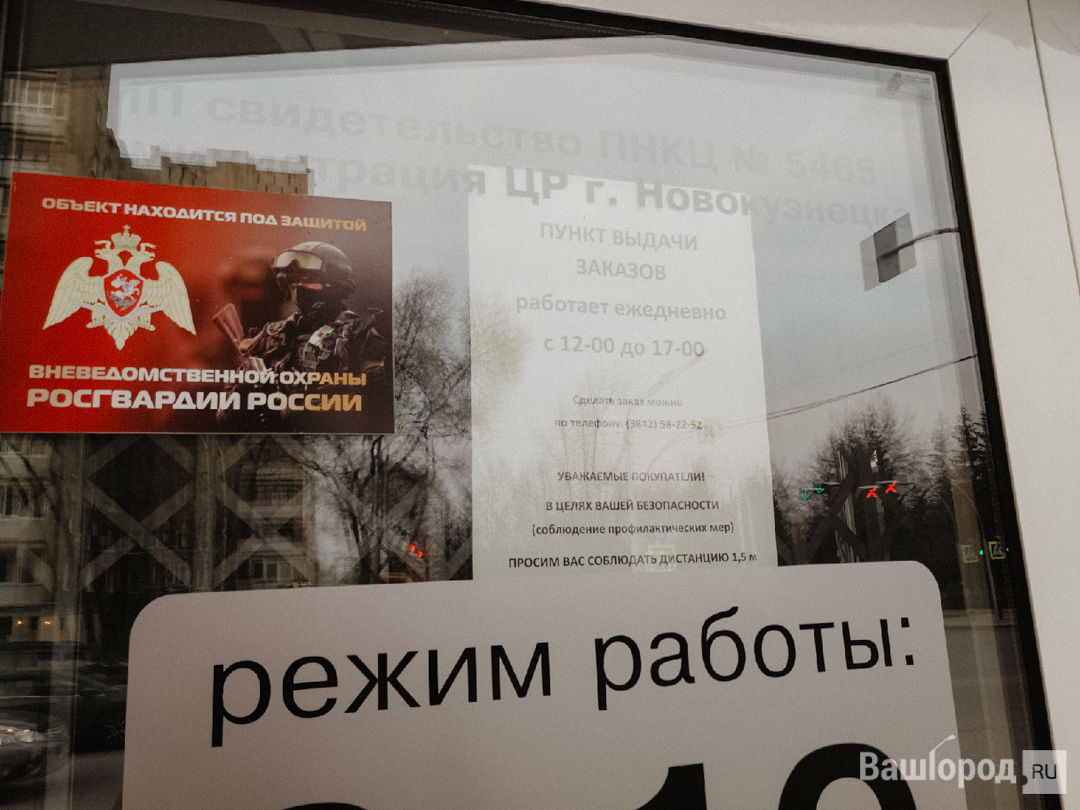 ИП свидетельство ПНКЦ № 5465
администрация ЦР г. Новокузнецка
ОБЪЕКТ НАХОДИТСЯ ПОД ЗАЩИТОЙ
ВНЕВЕДОМСТВЕННОЙ ОХРАНЫ
РОСГВАРДИИ РОССИИ
ПУНКТ ВЫДАЧИ
ЗАКАЗОВ
работает ежедневно
с 12-00 до 17-00
Сделать заказ можно
по телефону: (3842) 58-22-52
УВАЖАЕМЫЕ ПОКУПАТЕЛИ!
В ЦЕЛЯХ ВАШЕЙ БЕЗОПАСНОСТИ
(соблюдение профилактических мер)
ПРОСИМ ВАС СОБЛЮДАТЬ ДИСТАНЦИЮ 1,5 м
режим работы:
ВашГород.RU